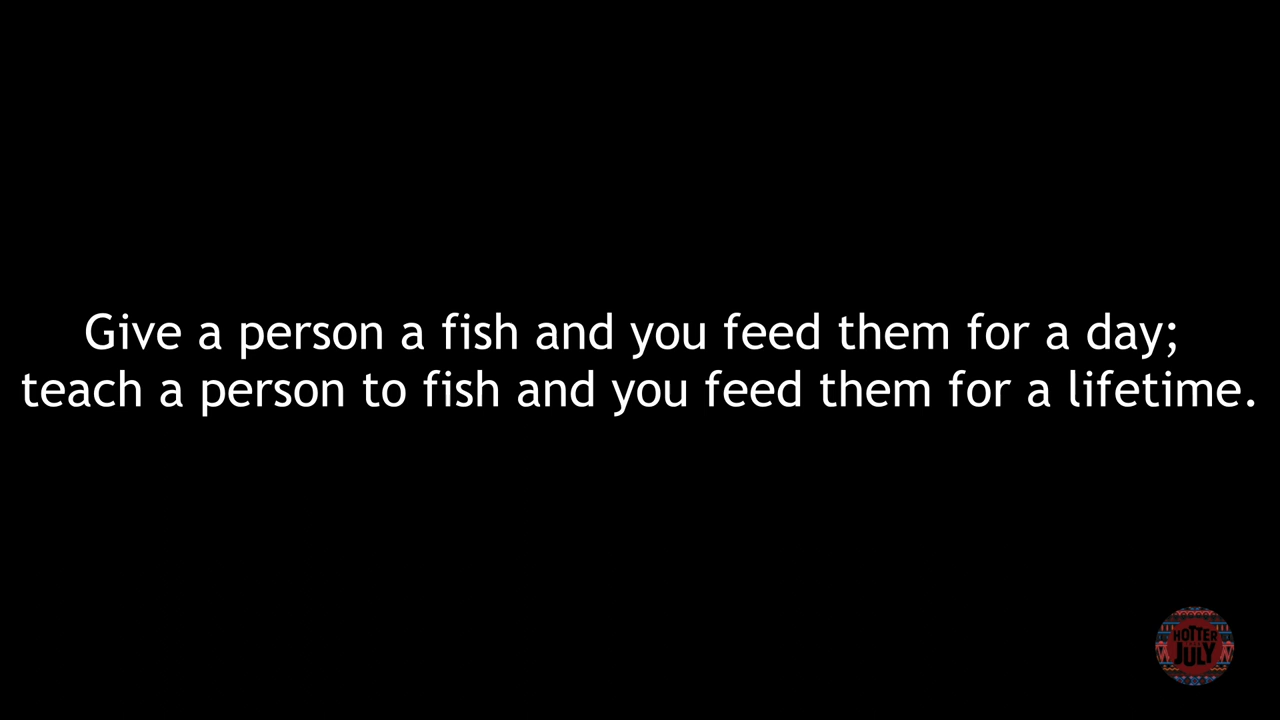 Give a person a fish and you feed them for a day;
teach a person to fish and you feed them for a lifetime.
HOTTER
JULY